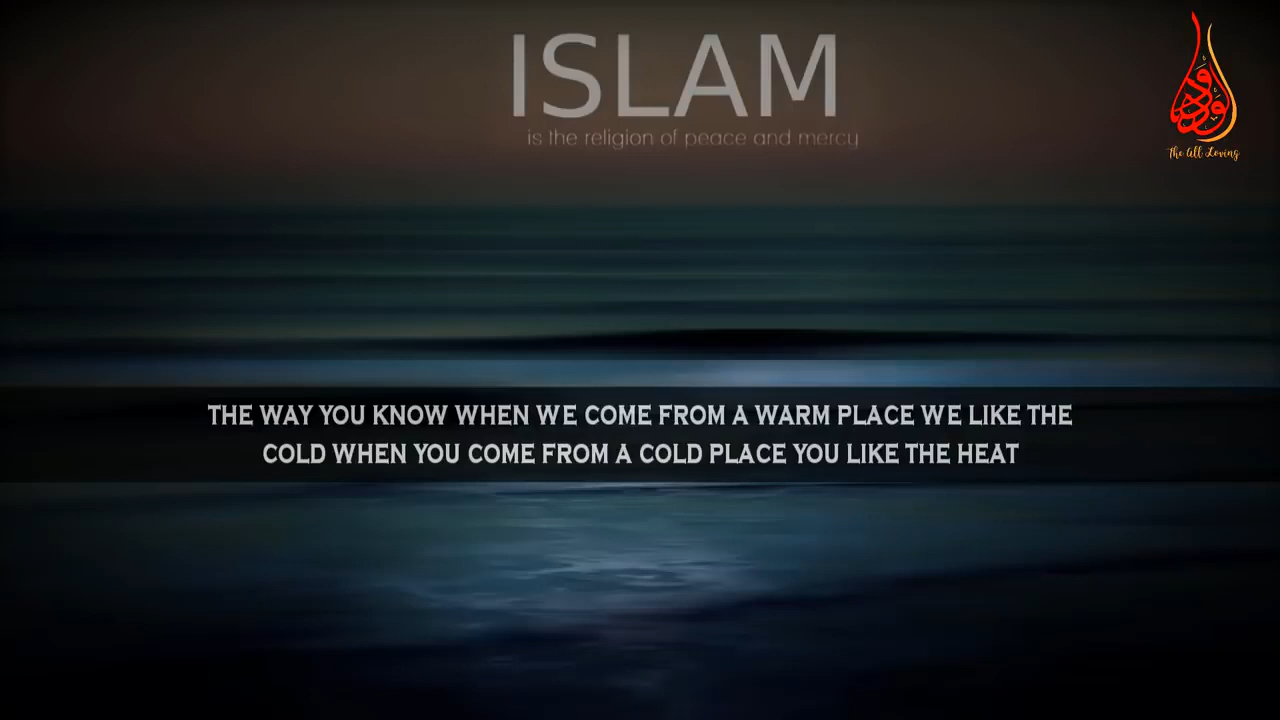 ISLAM
is the religion of peace and mercy
The All Loving
THE WAY YOU KNOW WHEN WE COME FROM A WARM PLACE WE LIKE THE
COLD WHEN YOU COME FROM A COLD PLACE YOU LIKE THE HEAT